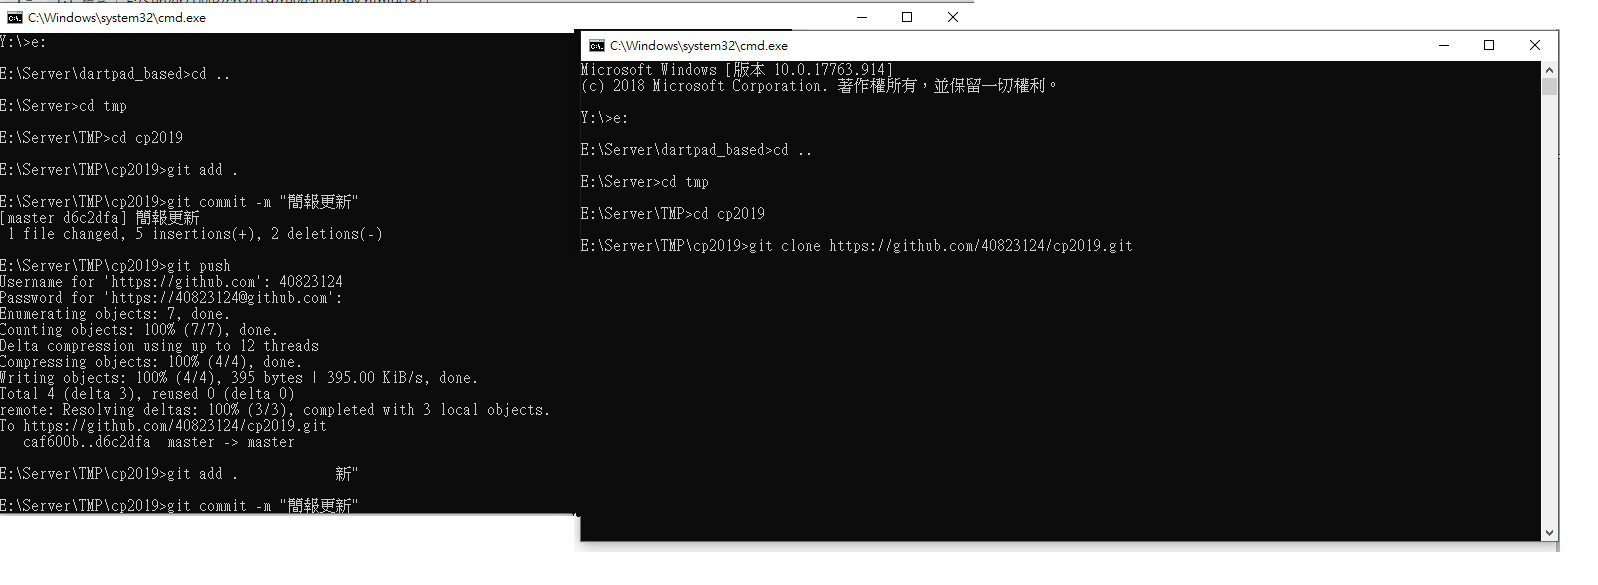 C:\Windows\system32\cmd.exe
Y:\>e:
E:\Server\dartpad_based>cd ..
E:\Server>cd tmp
E:\Server\TMP>cd cp2019
E:\Server\TMP\cp2019>git add .
E:\Server\TMP\cp2019>git commit -m "簡報更新"
[master d6c2dfa] 簡報更新
1 file changed, 5 insertions(+), 2 deletions(-)
E:\Server\TMP\cp2019>git push
Username for 'https://github.com': 40823124
Password for 'https://40823124@github.com':
Enumerating objects: 7, done.
Counting objects: 100% (7/7), done.
Delta compression using up to 12 threads
Compressing objects: 100% (4/4), done.
Writing objects: 100% (4/4), 395 bytes | 395.00 KiB/s, done.
Total 4 (delta 3), reused 0 (delta 0)
remote: Resolving deltas: 100% (3/3), completed with 3 local objects.
To https://github.com/40823124/cp2019.git
caf600b..d6c2dfa  master -> master
E:\Server\TMP\cp2019>git add .            新"
E:\Server\TMP\cp2019>git commit -m "簡報更新"
C:\Windows\system32\cmd.exe
Microsoft Windows [版本 10.0.17763.914]
(c) 2018 Microsoft Corporation. 著作權所有，並保留一切權利。
Y:\>e:
E:\Server\dartpad_based>cd ..
E:\Server>cd tmp
E:\Server\TMP>cd cp2019
E:\Server\TMP\cp2019>git clone https://github.com/40823124/cp2019.git